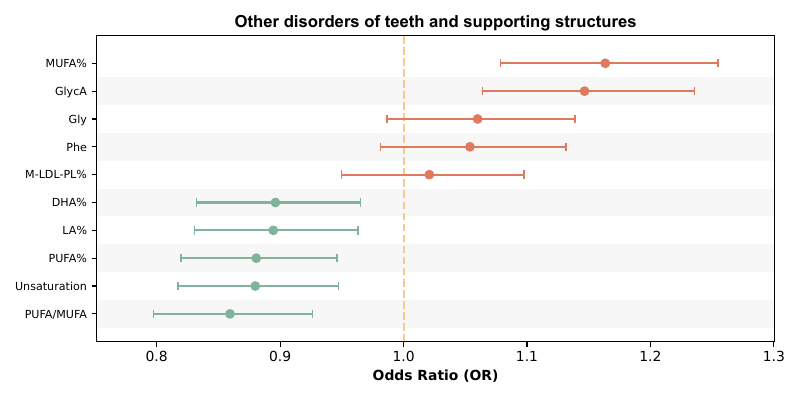 Other disorders of teeth and supporting structures
MUFA%
GlycA
Gly
Phe
M-LDL-PL%
DHA%
LA%
PUFA%
Unsaturation
PUFA/MUFA
0.8 0.9 1.0 1.1 1.2 1.3
Odds Ratio (OR)